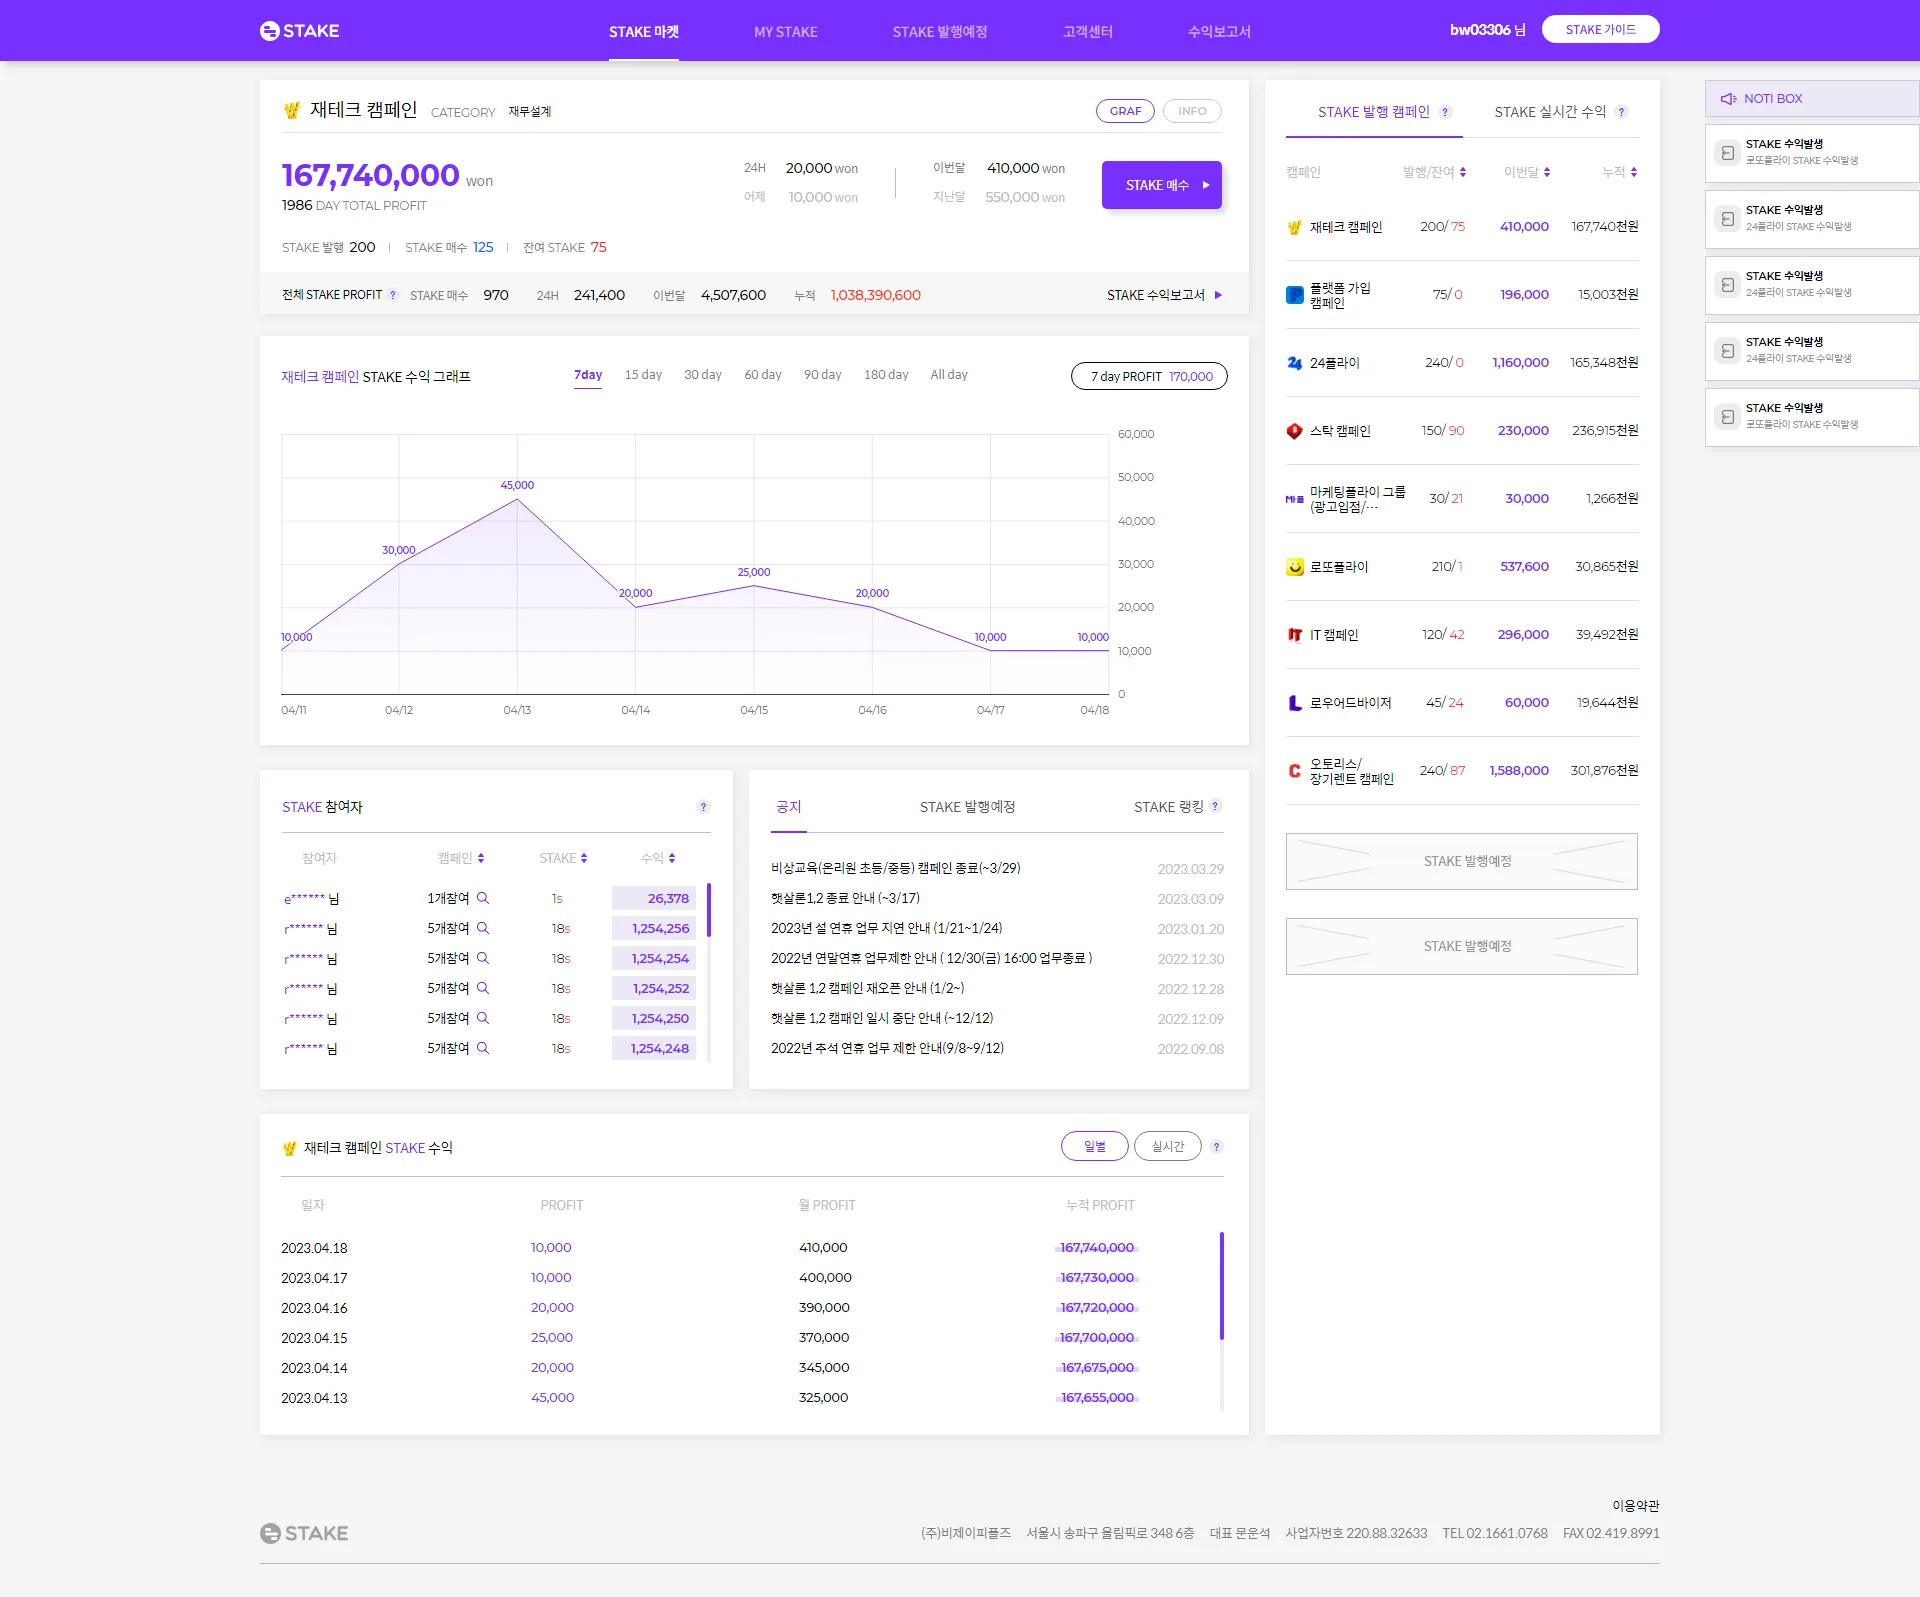 STAKE
STAKE 마켓 MY STAKE STAKE 발행예정 고객센터 수익보고서
bw03306 님 STAKE 가이드
재테크 캠페인 CATEGORY 재무설계 GRAF INFO
167,740,000 won
1986 DAY TOTAL PROFIT
24H 20,000 won 이번달 410,000 won
어제 10,000 won 지난달 550,000 won
STAKE 매수
STAKE 발행 200 STAKE 매수 125 잔여 STAKE 75
전체 STAKE PROFIT ? STAKE 매수 970 24H 241,400 이번달 4,507,600 누적 1,038,390,600 STAKE 수익보고서
재테크 캠페인 STAKE 수익 그래프 7day 15 day 30 day 60 day 90 day 180 day All day 7 day PROFIT 170,000
60,000
50,000
40,000
30,000
20,000
10,000
0
10,000 30,000 45,000 20,000 25,000 20,000 10,000 10,000
04/11 04/12 04/13 04/14 04/15 04/16 04/17 04/18
STAKE 참여자 ?
참여자 캠페인 STAKE 수익
e****** 님 1개참여 1s 26,378
r****** 님 5개참여 18s 1,254,256
r****** 님 5개참여 18s 1,254,254
r****** 님 5개참여 18s 1,254,252
r****** 님 5개참여 18s 1,254,250
r****** 님 5개참여 18s 1,254,248
공지 STAKE 발행예정 STAKE 랭킹 ?
비상교육(온리원 초등/중등) 캠페인 종료(~3/29) 2023.03.29
햇살론1,2 종료 안내 (~3/17) 2023.03.09
2023년 설 연휴 업무 지연 안내 (1/21~1/24) 2023.01.20
2022년 연말연휴 업무제한 안내 ( 12/30(금) 16:00 업무종료 ) 2022.12.30
햇살론 1,2 캠페인 재오픈 안내 (1/2~) 2022.12.28
햇살론 1,2 캠패인 일시 중단 안내 (~12/12) 2022.12.09
2022년 추석 연휴 업무 제한 안내(9/8~9/12) 2022.09.08
재테크 캠페인 STAKE 수익 일별 실시간 ?
일자 PROFIT 월 PROFIT 누적 PROFIT
2023.04.18 10,000 410,000 167,740,000
2023.04.17 10,000 400,000 167,730,000
2023.04.16 20,000 390,000 167,720,000
2023.04.15 25,000 370,000 167,700,000
2023.04.14 20,000 345,000 167,675,000
2023.04.13 45,000 325,000 167,655,000
STAKE 발행 캠페인 ? STAKE 실시간 수익 ?
캠페인 발행/잔여 이번달 누적
재테크 캠페인 200/ 75 410,000 167,740천원
플랫폼 가입
캠페인 75/ 0 196,000 15,003천원
24 24플라이 240/ 0 1,160,000 165,348천원
스탁 캠페인 150/ 90 230,000 236,915천원
마케팅플라이 그룹
(광고입점/⋯ 30/ 21 30,000 1,266천원
로또플라이 210/ 1 537,600 30,865천원
IT IT 캠페인 120/ 42 296,000 39,492천원
L 로우어드바이저 45/ 24 60,000 19,644천원
C 오토리스/
장기렌트 캠페인 240/ 87 1,588,000 301,876천원
STAKE 발행예정
STAKE 발행예정
NOTI BOX
STAKE 수익발생
로또플라이 STAKE 수익발생
STAKE 수익발생
24플라이 STAKE 수익발생
STAKE 수익발생
24플라이 STAKE 수익발생
STAKE 수익발생
24플라이 STAKE 수익발생
STAKE 수익발생
로또플라이 STAKE 수익발생
이용약관
STAKE
(주)비제이피플즈 서울시 송파구 올림픽로 348 6층 대표 문운석 사업자번호 220.88.32633 TEL 02.1661.0768 FAX 02.419.8991